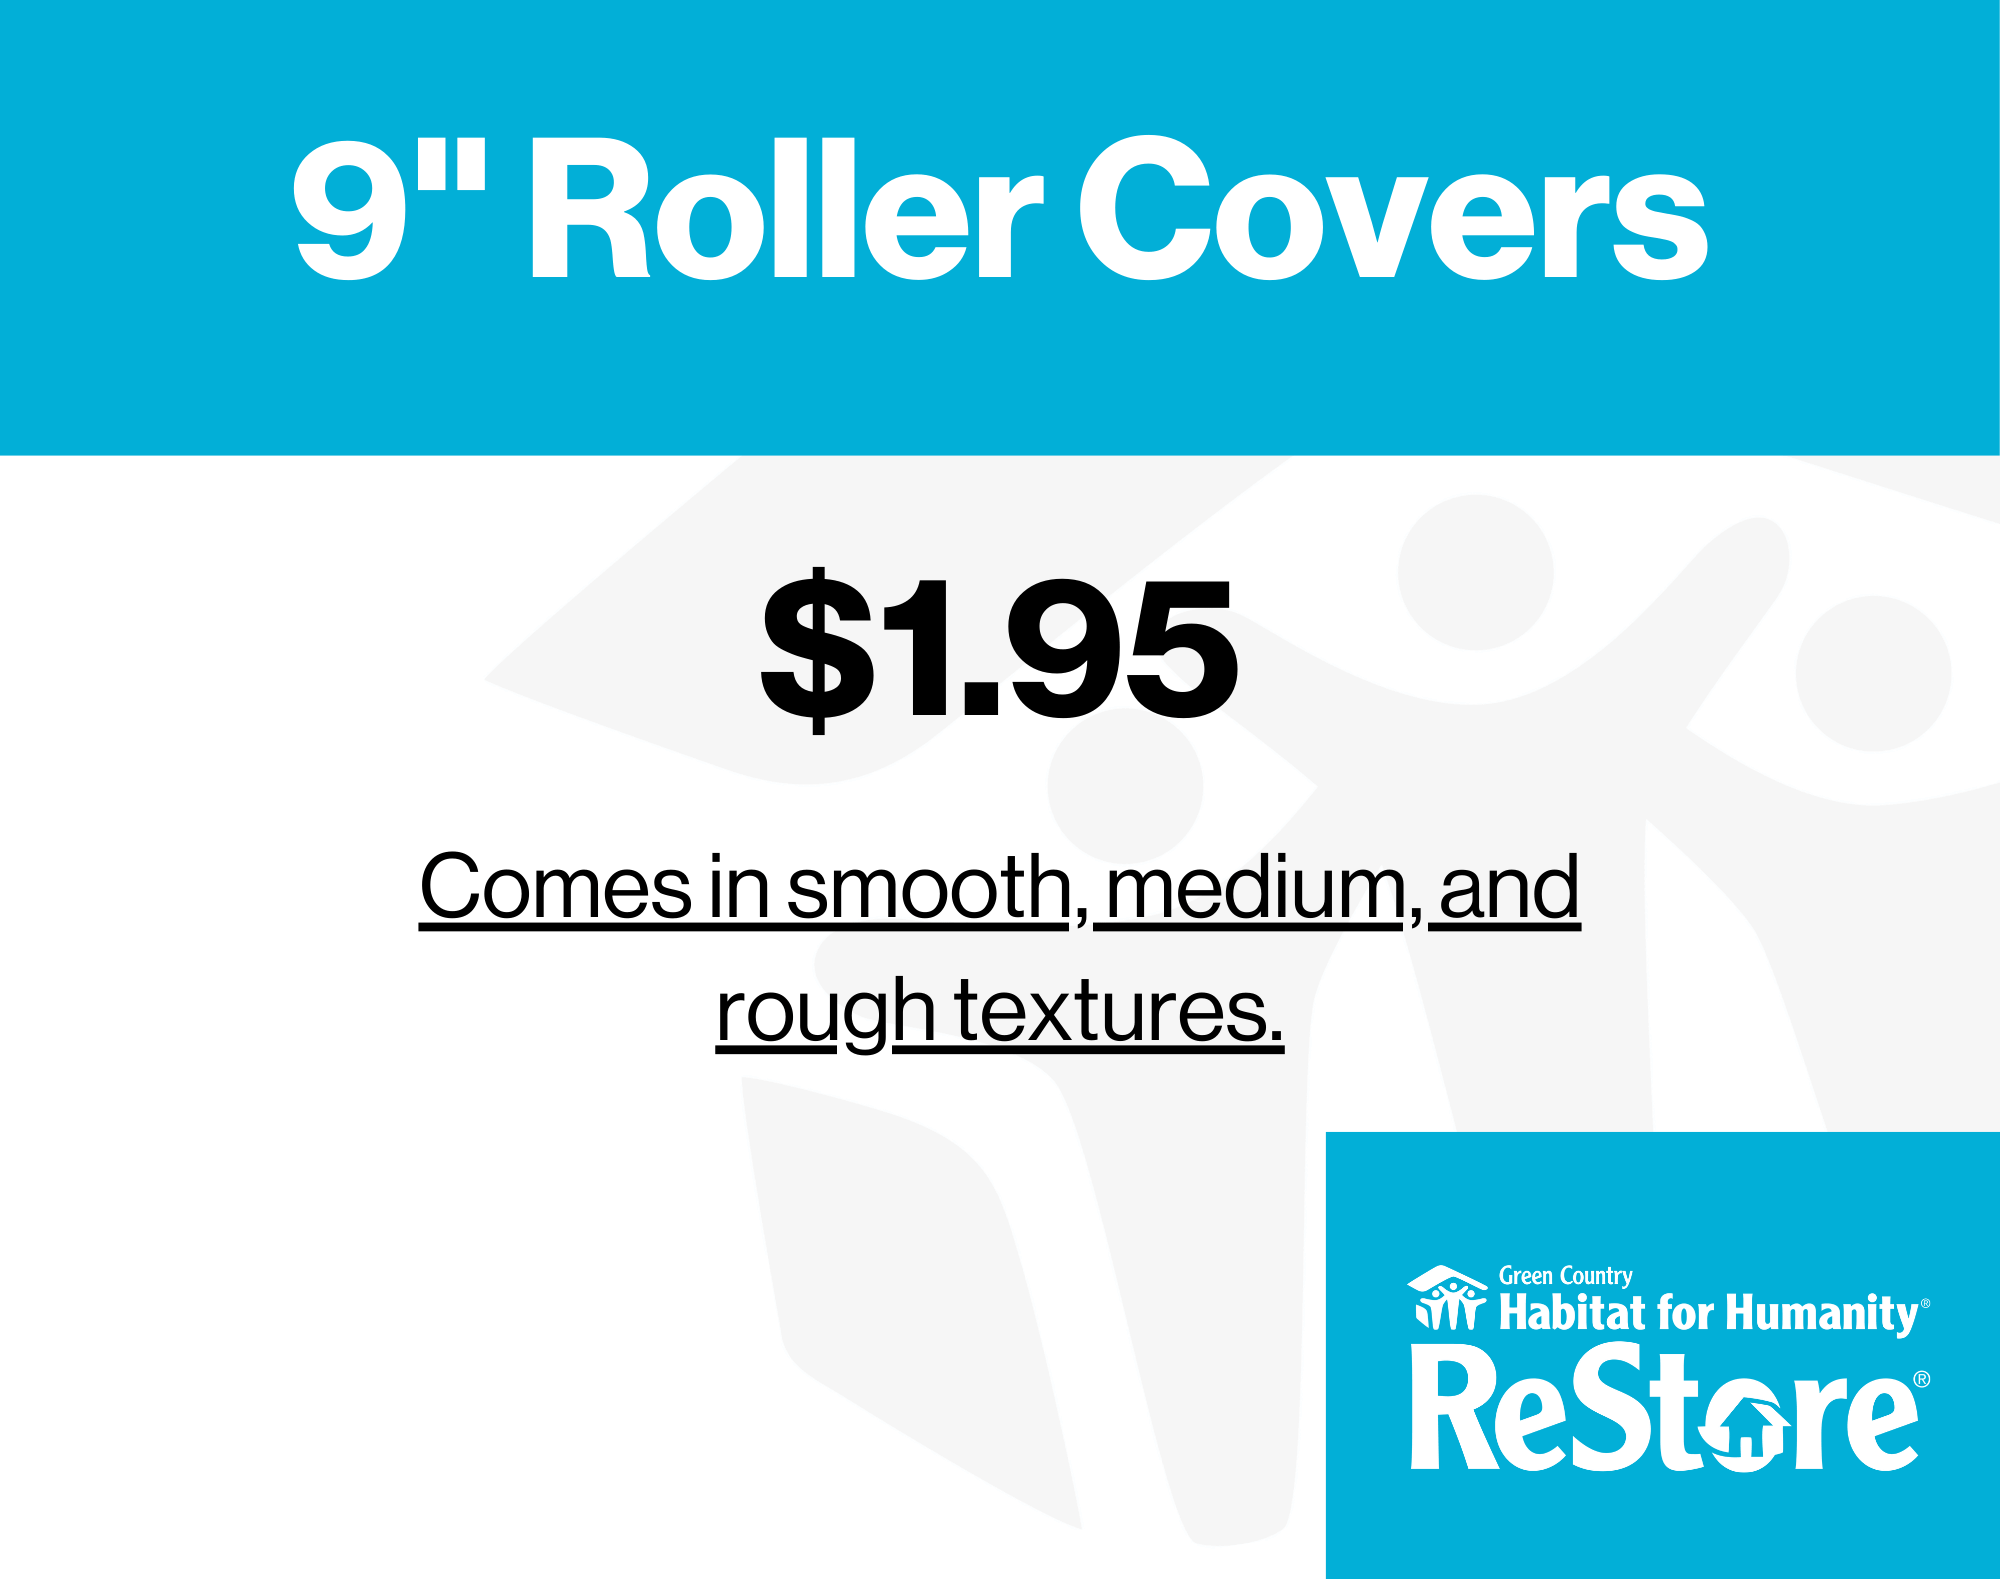 9" Roller Covers
$1.95
Comes in smooth, medium, and
rough textures.
Green Country
Habitat for Humanity®
ReStore®